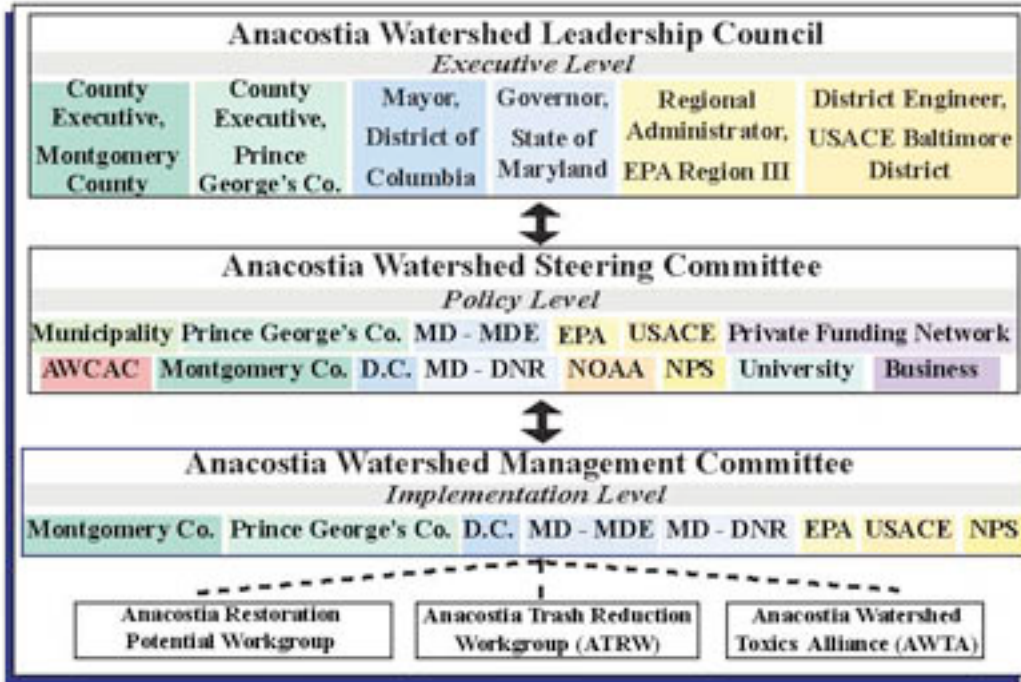 Anacostia Watershed Leadership Council
Executive Level
County
Executive,
Montgomery
County
County
Executive,
Prince
George's Co.
Mayor,
District of
Columbia
Governor,
State of
Maryland
Regional
Administrator,
EPA Region III
District Engineer,
USACE Baltimore
District
Anacostia Watershed Steering Committee
Policy Level
Municipality Prince George's Co. MD - MDE EPA USACE Private Funding Network
AWCAC Montgomery Co. D.C. MD - DNR NOAA NPS University Business
Anacostia Watershed Management Committee
Implementation Level
Montgomery Co. Prince George's Co. D.C. MD - MDE MD - DNR EPA USACE NPS
Anacostia Restoration
Potential Workgroup
Anacostia Trash Reduction
Workgroup (ATRW)
Anacostia Watershed
Toxics Alliance (AWTA)